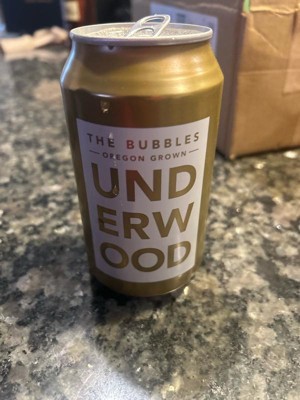 THE BUBBLES
OREGON GROWN
UND
ERW
OOD